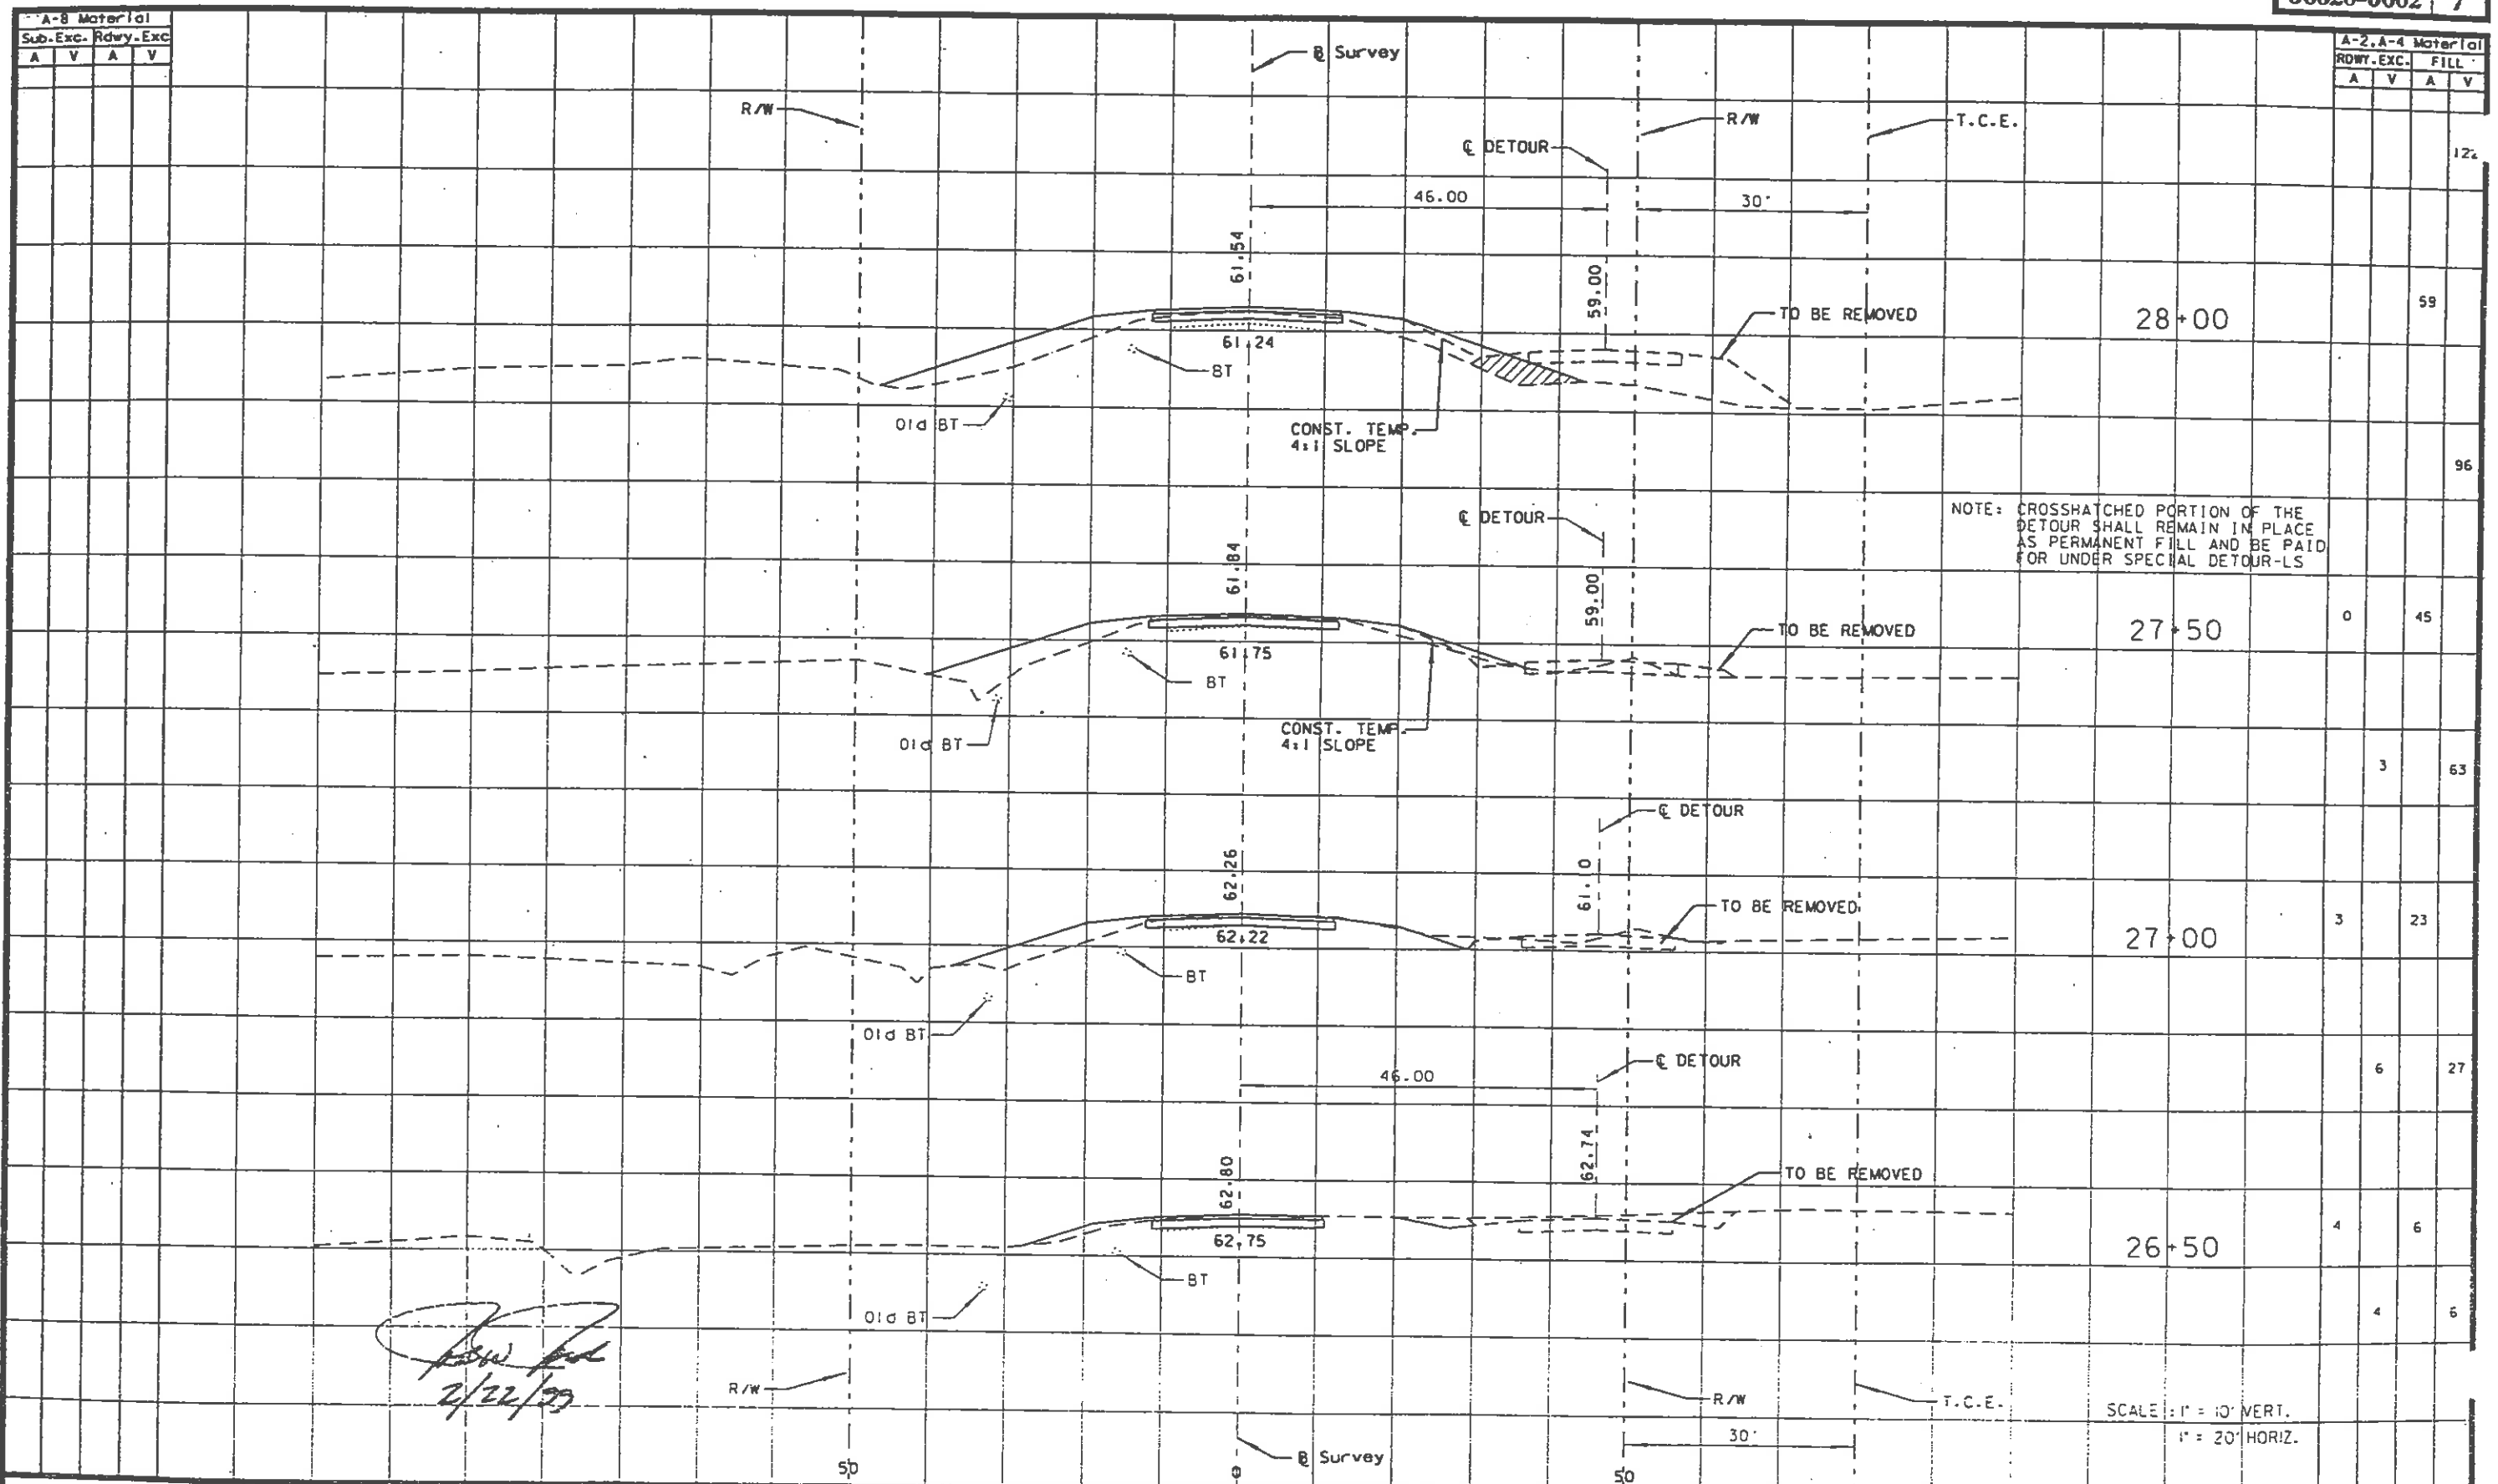 A-8 Material
Sub.Exc. Rdwy.Exc
A V A V
A-2,A-4 Material
RDWY.EXC. FILL
A V A V
℄ Survey
R/W
R/W
T.C.E.
℄ DETOUR
122
46.00
30'
61.54
59.00
TO BE REMOVED
28+00
59
61.24
BT
Old BT
CONST. TEMP.
4:1 SLOPE
96
NOTE: CROSSHATCHED PORTION OF THE
DETOUR SHALL REMAIN IN PLACE
AS PERMANENT FILL AND BE PAID
FOR UNDER SPECIAL DETOUR-LS
℄ DETOUR
61.84
59.00
TO BE REMOVED
27+50
0 45
61.75
BT
Old BT
CONST. TEMP.
4:1 SLOPE
3 63
℄ DETOUR
62.26
61.10
TO BE REMOVED
27+00
3 23
62.22
BT
Old BT
℄ DETOUR
6 27
46.00
62.80
62.74
TO BE REMOVED
26+50
4 6
62.75
BT
Old BT
4 6
2/22/99
R/W
R/W
T.C.E.
SCALE: 1" = 10' VERT.
1" = 20' HORIZ.
30'
℄ Survey
50 0 50